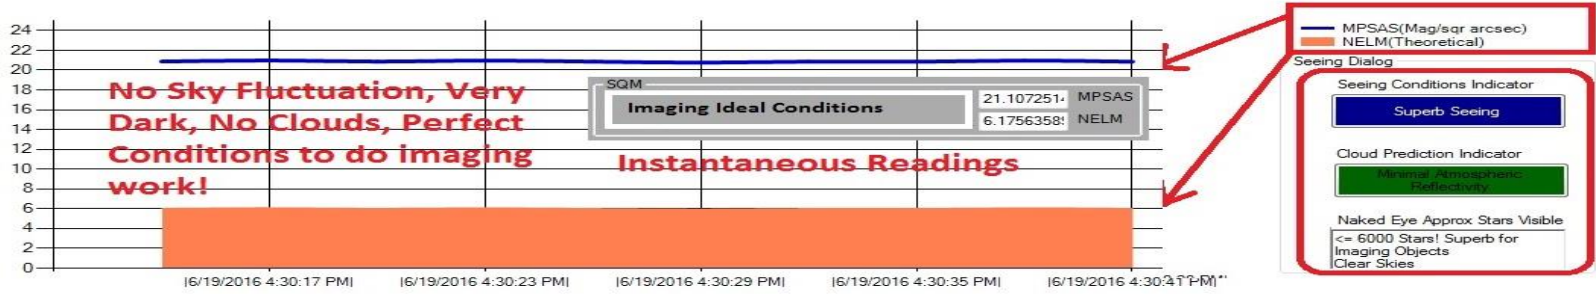 24
22
20
18
16
14
12
10
8
6
4
2
0
No Sky Fluctuation, Very
Dark, No Clouds, Perfect
Conditions to do imaging
work!
SQM
Imaging Ideal Conditions
21.107251 MPSAS
6.1756358 NELM
Instantaneous Readings
|6/19/2016 4:30:17 PM|
|6/19/2016 4:30:23 PM|
|6/19/2016 4:30:29 PM|
|6/19/2016 4:30:35 PM|
|6/19/2016 4:30:41 PM|
MPSAS(Mag/sqr arcsec)
NELM(Theoretical)
Seeing Dialog
Seeing Conditions Indicator
Superb Seeing
Cloud Prediction Indicator
Minimal Atmospheric
Reflectivity
Naked Eye Approx Stars Visible
<= 6000 Stars! Superb for
Imaging Objects
Clear Skies